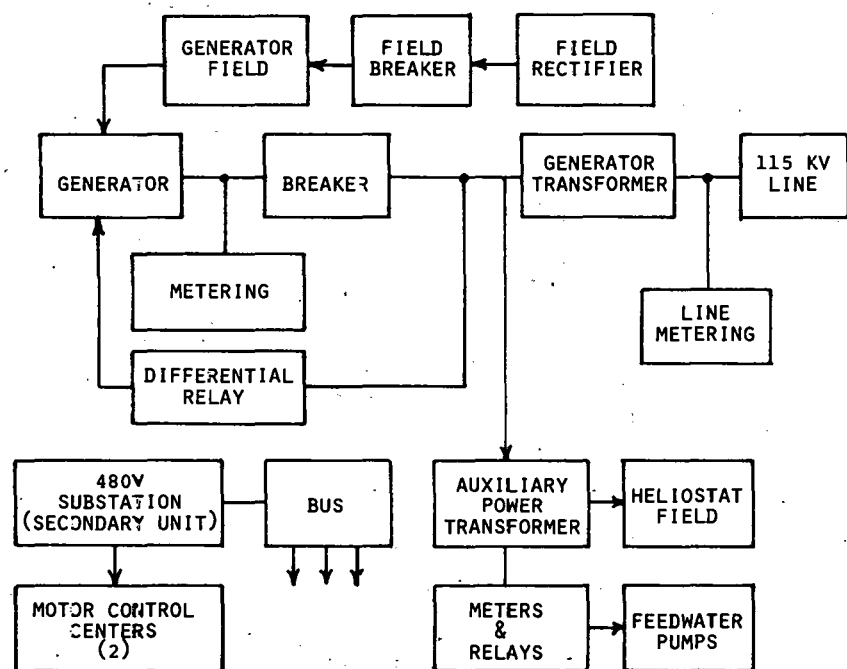 GENERATOR
FIELD
FIELD
BREAKER
FIELD
RECTIFIER
GENERATOR
BREAKER
GENERATOR
TRANSFORMER
115 KV
LINE
METERING
LINE
METERING
DIFFERENTIAL
RELAY
480V
SUBSTATION
(SECONDARY UNIT)
BUS
AUXILIARY
POWER
TRANSFORMER
HELIOSTAT
FIELD
MOTOR CONTROL
CENTERS
(2)
METERS
&
RELAYS
FEEDWATER
PUMPS